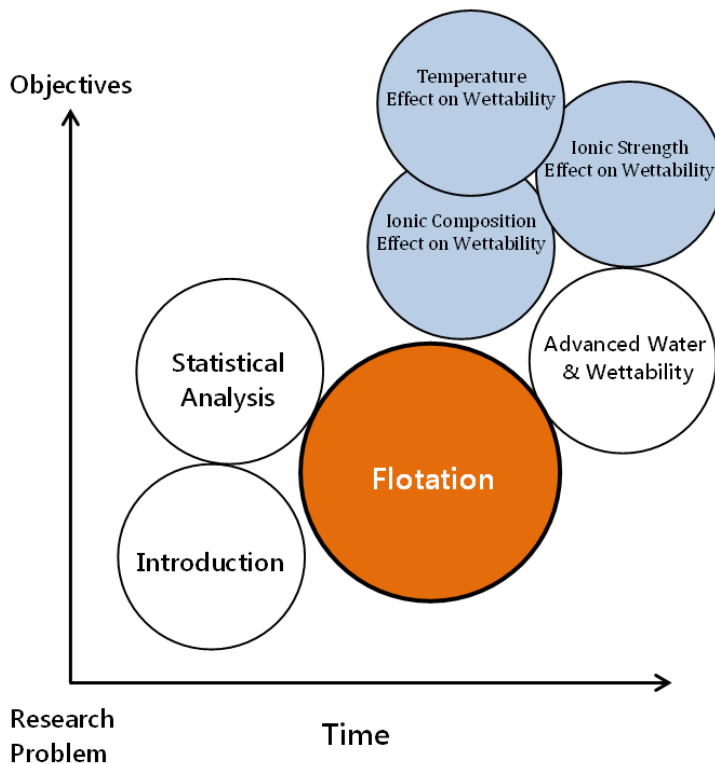 Temperature
Effect on Wettability
Objectives
Ionic Strength
Effect on Wettability
Ionic Composition
Effect on Wettability
Statistical
Analysis
Advanced Water
& Wettability
Flotation
Introduction
Research
Problem
Time